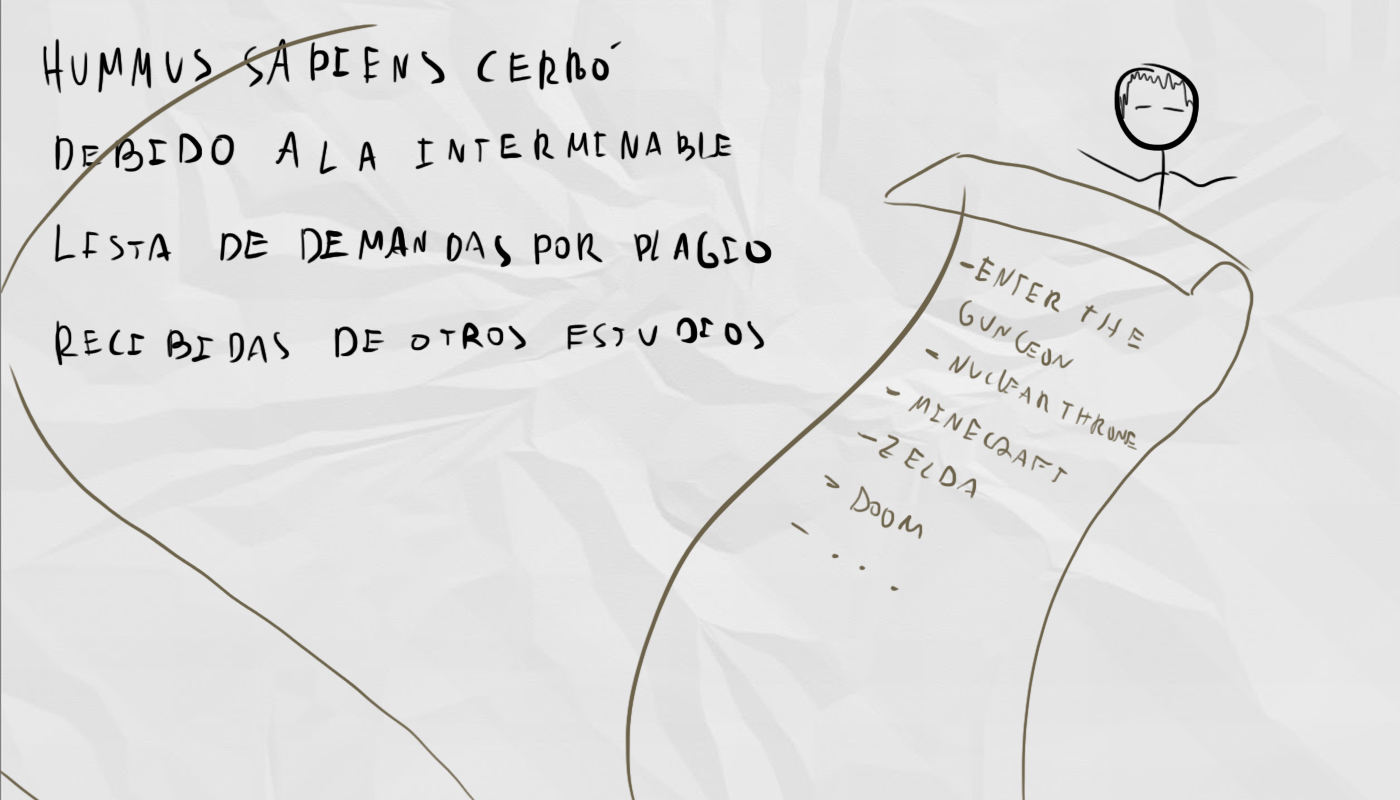 HUMMUS SAPIENS CERRÓ
DEBIDO A LA INTERMINABLE
LISTA DE DEMANDAS POR PLAGIO
RECIBIDAS DE OTROS ESTUDIOS
-ENTER THE
GUNGEON
- NUCLEAR THRONE
- MINECRAFT
-ZELDA
- DOOM
- ...